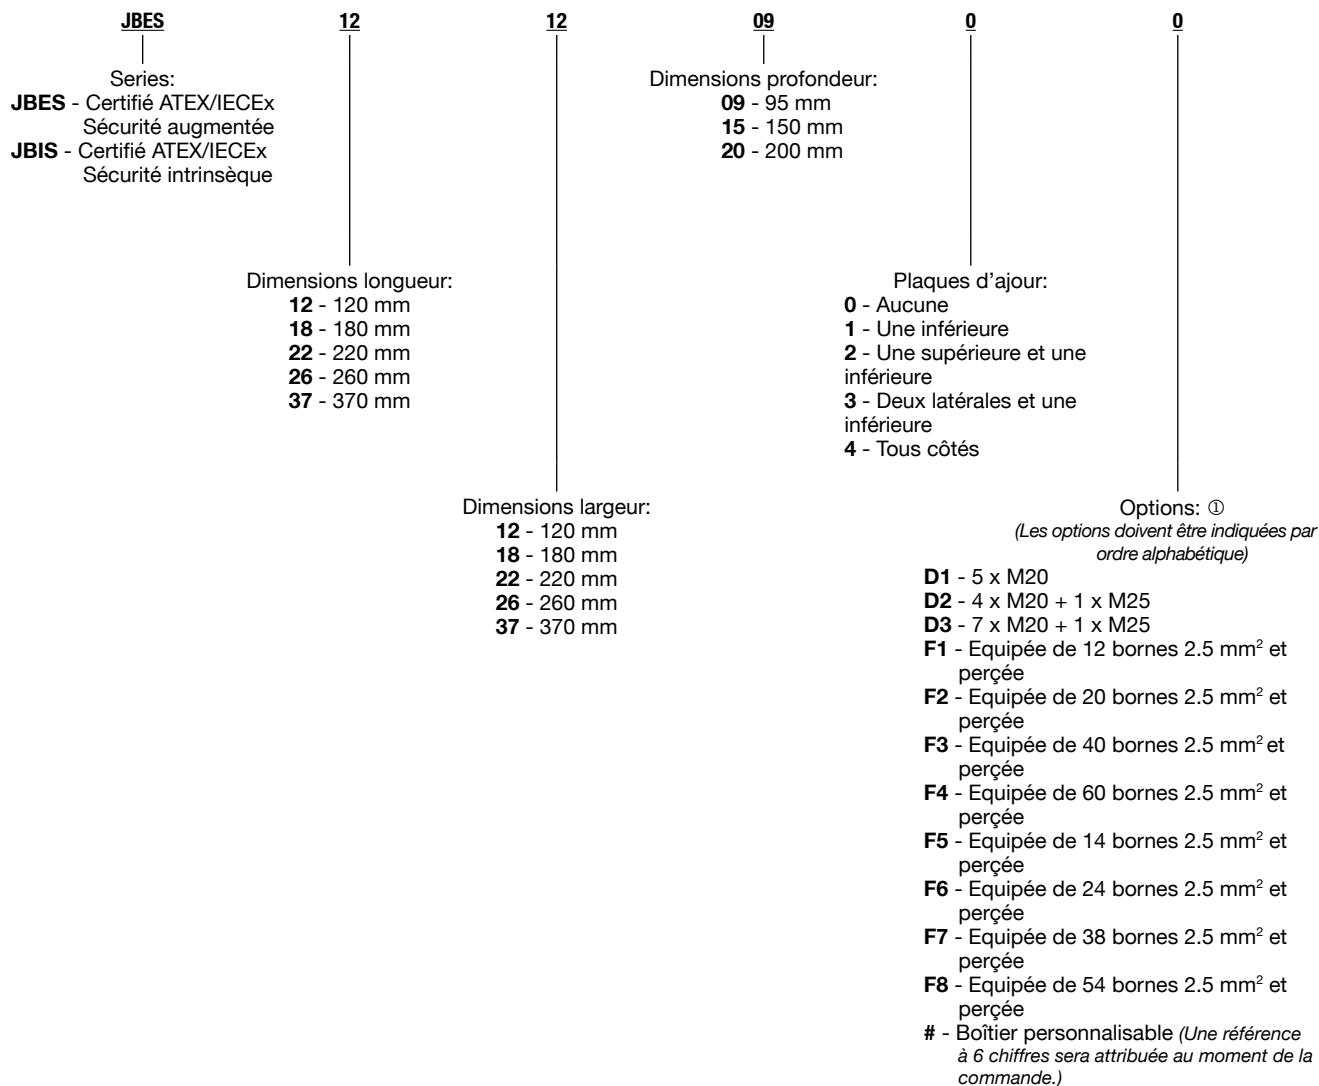 JBES 12 12 09 0 0
Series:
JBES - Certifié ATEX/IECEx
Sécurité augmentée
JBIS - Certifié ATEX/IECEx
Sécurité intrinsèque
Dimensions profondeur:
09 - 95 mm
15 - 150 mm
20 - 200 mm
Dimensions longueur:
12 - 120 mm
18 - 180 mm
22 - 220 mm
26 - 260 mm
37 - 370 mm
Plaques d’ajour:
0 - Aucune
1 - Une inférieure
2 - Une supérieure et une
inférieure
3 - Deux latérales et une
inférieure
4 - Tous côtés
Dimensions largeur:
12 - 120 mm
18 - 180 mm
22 - 220 mm
26 - 260 mm
37 - 370 mm
Options: ①
(Les options doivent être indiquées par
ordre alphabétique)
D1 - 5 x M20
D2 - 4 x M20 + 1 x M25
D3 - 7 x M20 + 1 x M25
F1 - Equipée de 12 bornes 2.5 mm² et
perçée
F2 - Equipée de 20 bornes 2.5 mm² et
perçée
F3 - Equipée de 40 bornes 2.5 mm² et
perçée
F4 - Equipée de 60 bornes 2.5 mm² et
perçée
F5 - Equipée de 14 bornes 2.5 mm² et
perçée
F6 - Equipée de 24 bornes 2.5 mm² et
perçée
F7 - Equipée de 38 bornes 2.5 mm² et
perçée
F8 - Equipée de 54 bornes 2.5 mm² et
perçée
# - Boîtier personnalisable (Une référence
à 6 chiffres sera attribuée au moment de la
commande.)